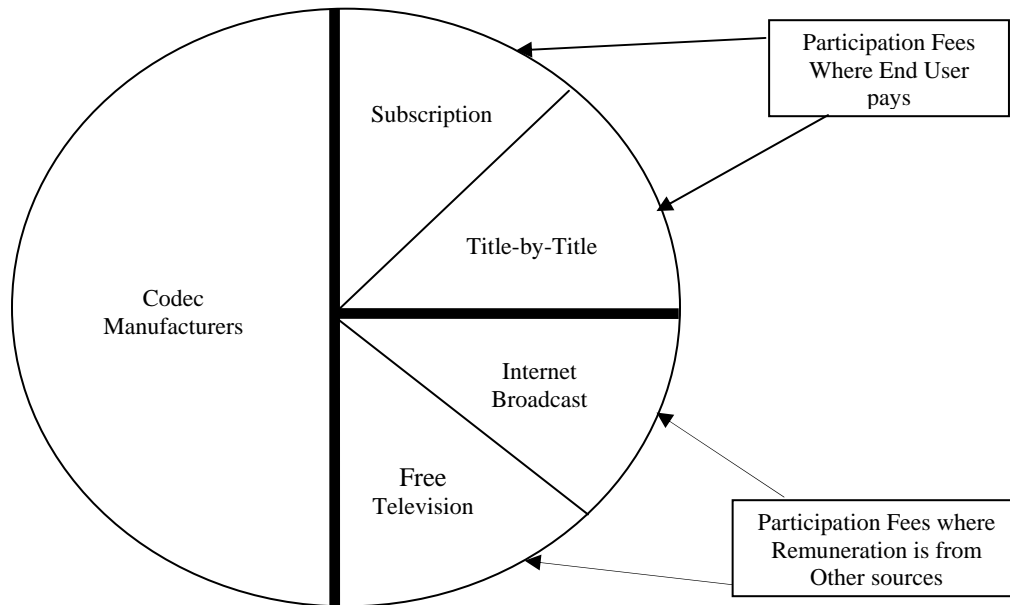 Participation Fees
Where End User
pays
Subscription
Title-by-Title
Codec
Manufacturers
Internet
Broadcast
Free
Television
Participation Fees where
Remuneration is from
Other sources